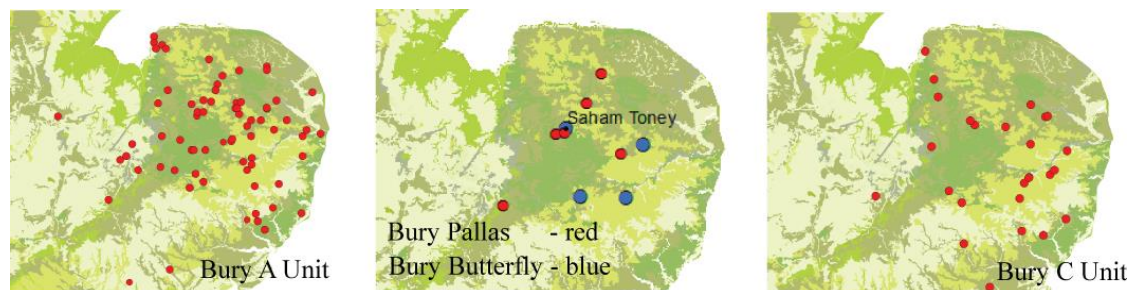 Bury A Unit
Saham Toney
Bury Pallas - red
Bury Butterfly - blue
Bury C Unit